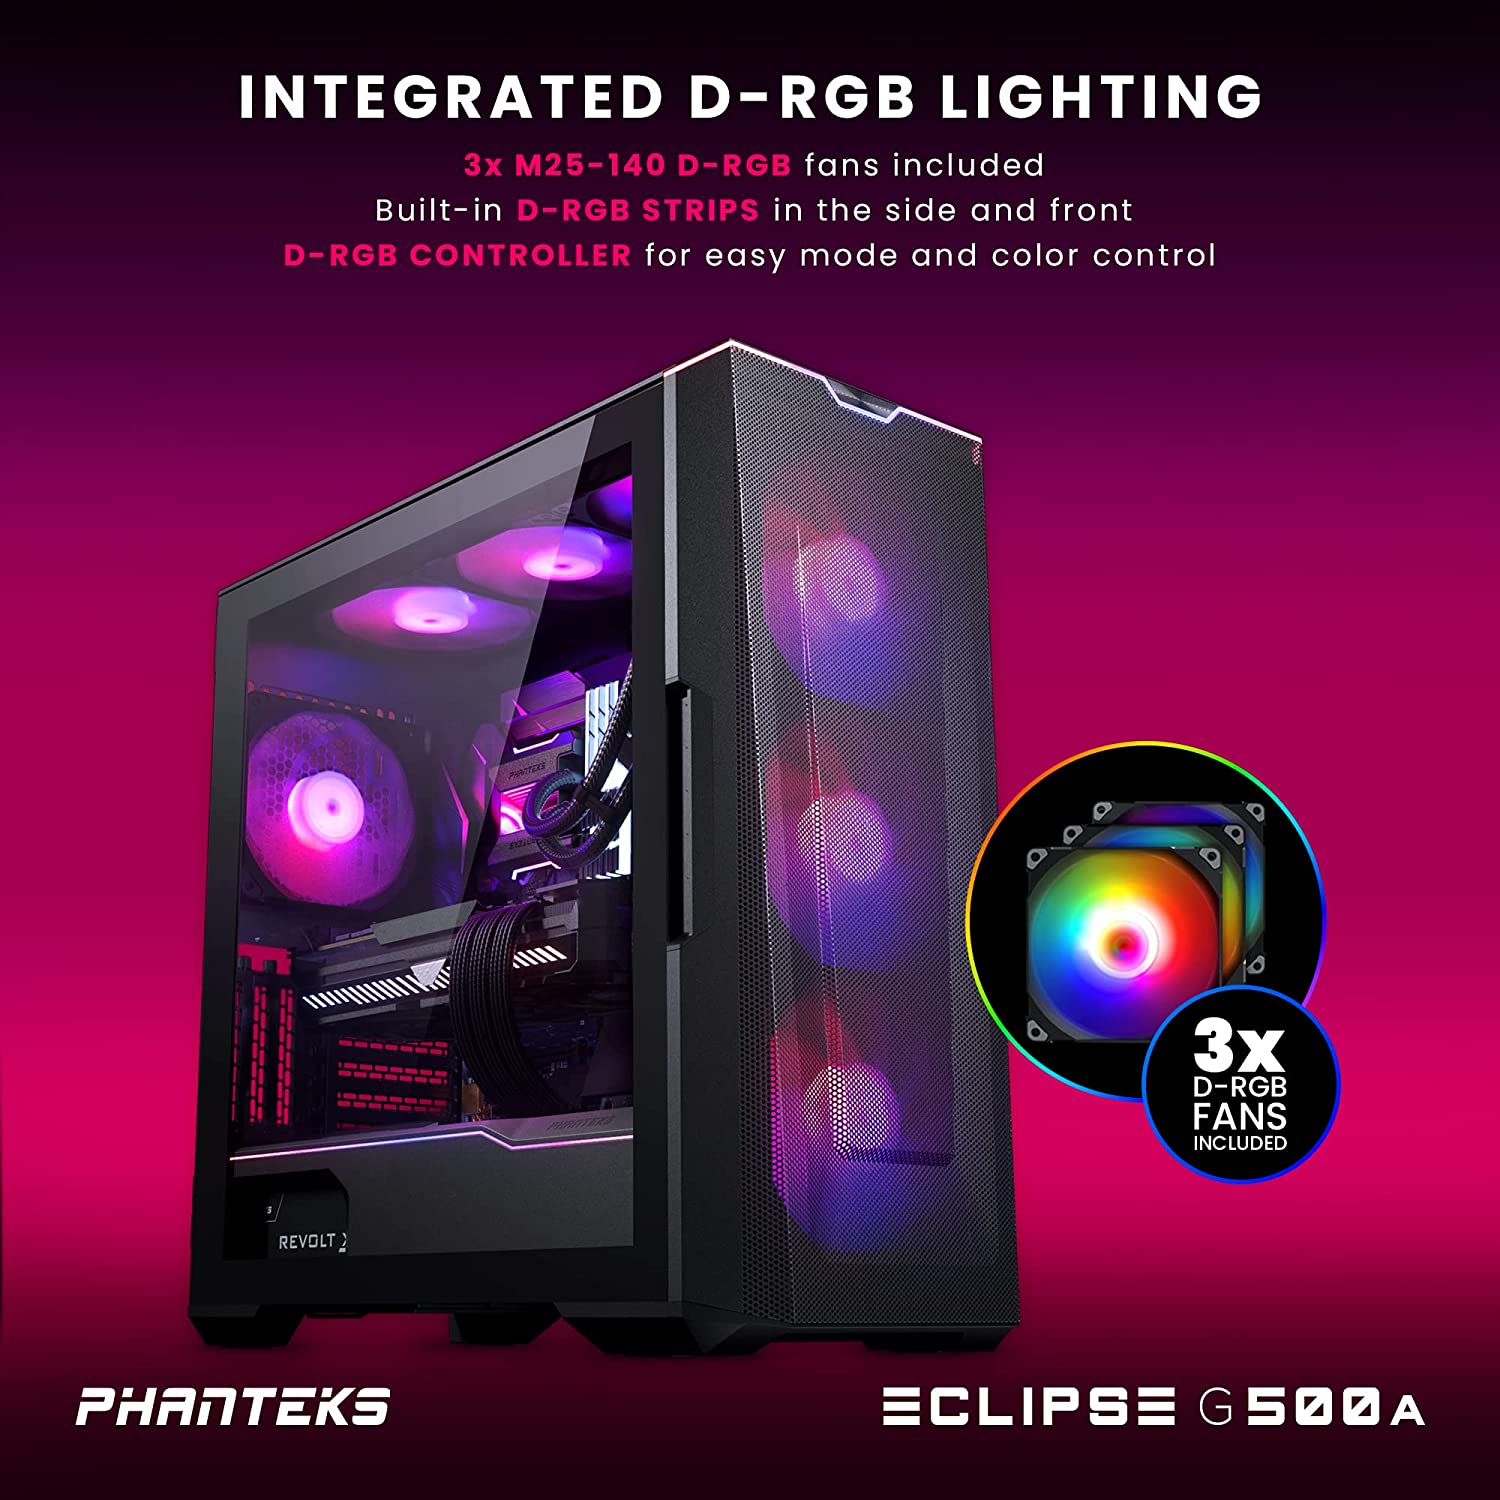 INTEGRATED D-RGB LIGHTING
3x M25-140 D-RGB fans included
Built-in D-RGB STRIPS in the side and front
D-RGB CONTROLLER for easy mode and color control
PHANTEKS
PHANTEKS
REVOLT X
3x
D-RGB
FANS
INCLUDED
PHANTEKS
ECLIPSE G500A